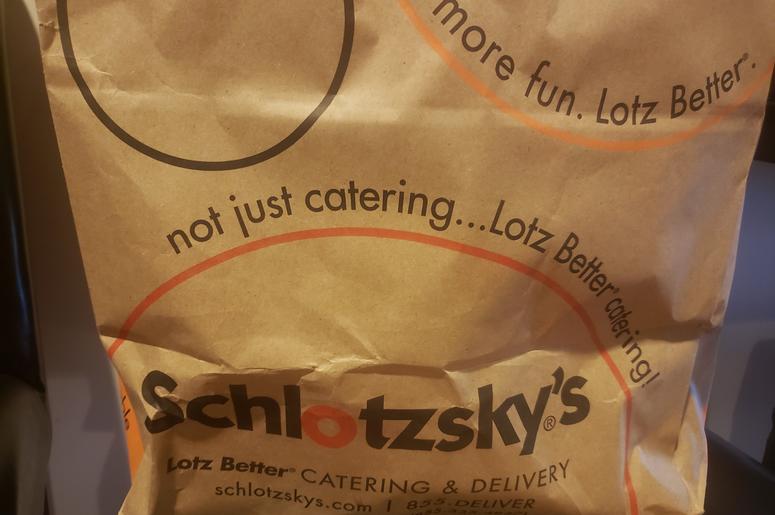 more fun. Lotz Better®.
not just catering...Lotz Better® catering!
Schlotzsky's®
Lotz Better® CATERING & DELIVERY
schlotzskys.com | 855-DELIVER